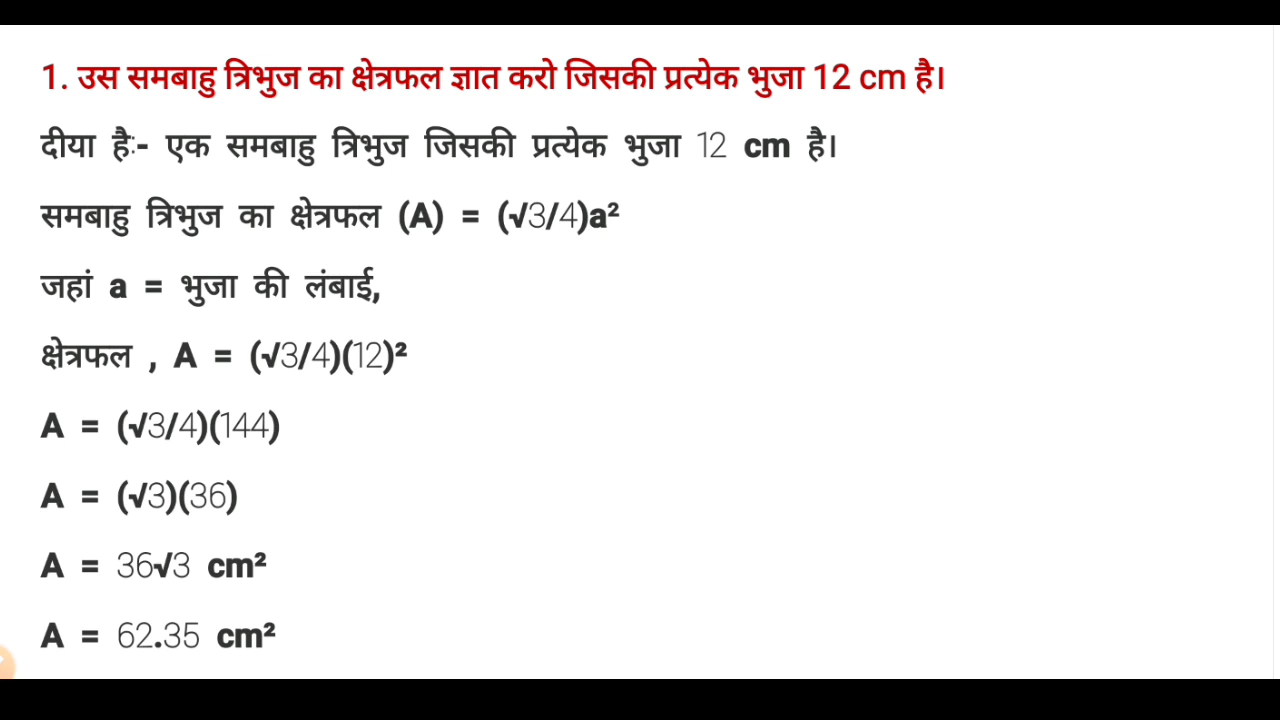 1. उस समबाहु त्रिभुज का क्षेत्रफल ज्ञात करो जिसकी प्रत्येक भुजा 12 cm है।
दीया है:- एक समबाहु त्रिभुज जिसकी प्रत्येक भुजा 12 cm है।
समबाहु त्रिभुज का क्षेत्रफल (A) = (√3/4)a²
जहां a = भुजा की लंबाई,
क्षेत्रफल , A = (√3/4)(12)²
A = (√3/4)(144)
A = (√3)(36)
A = 36√3 cm²
A = 62.35 cm²